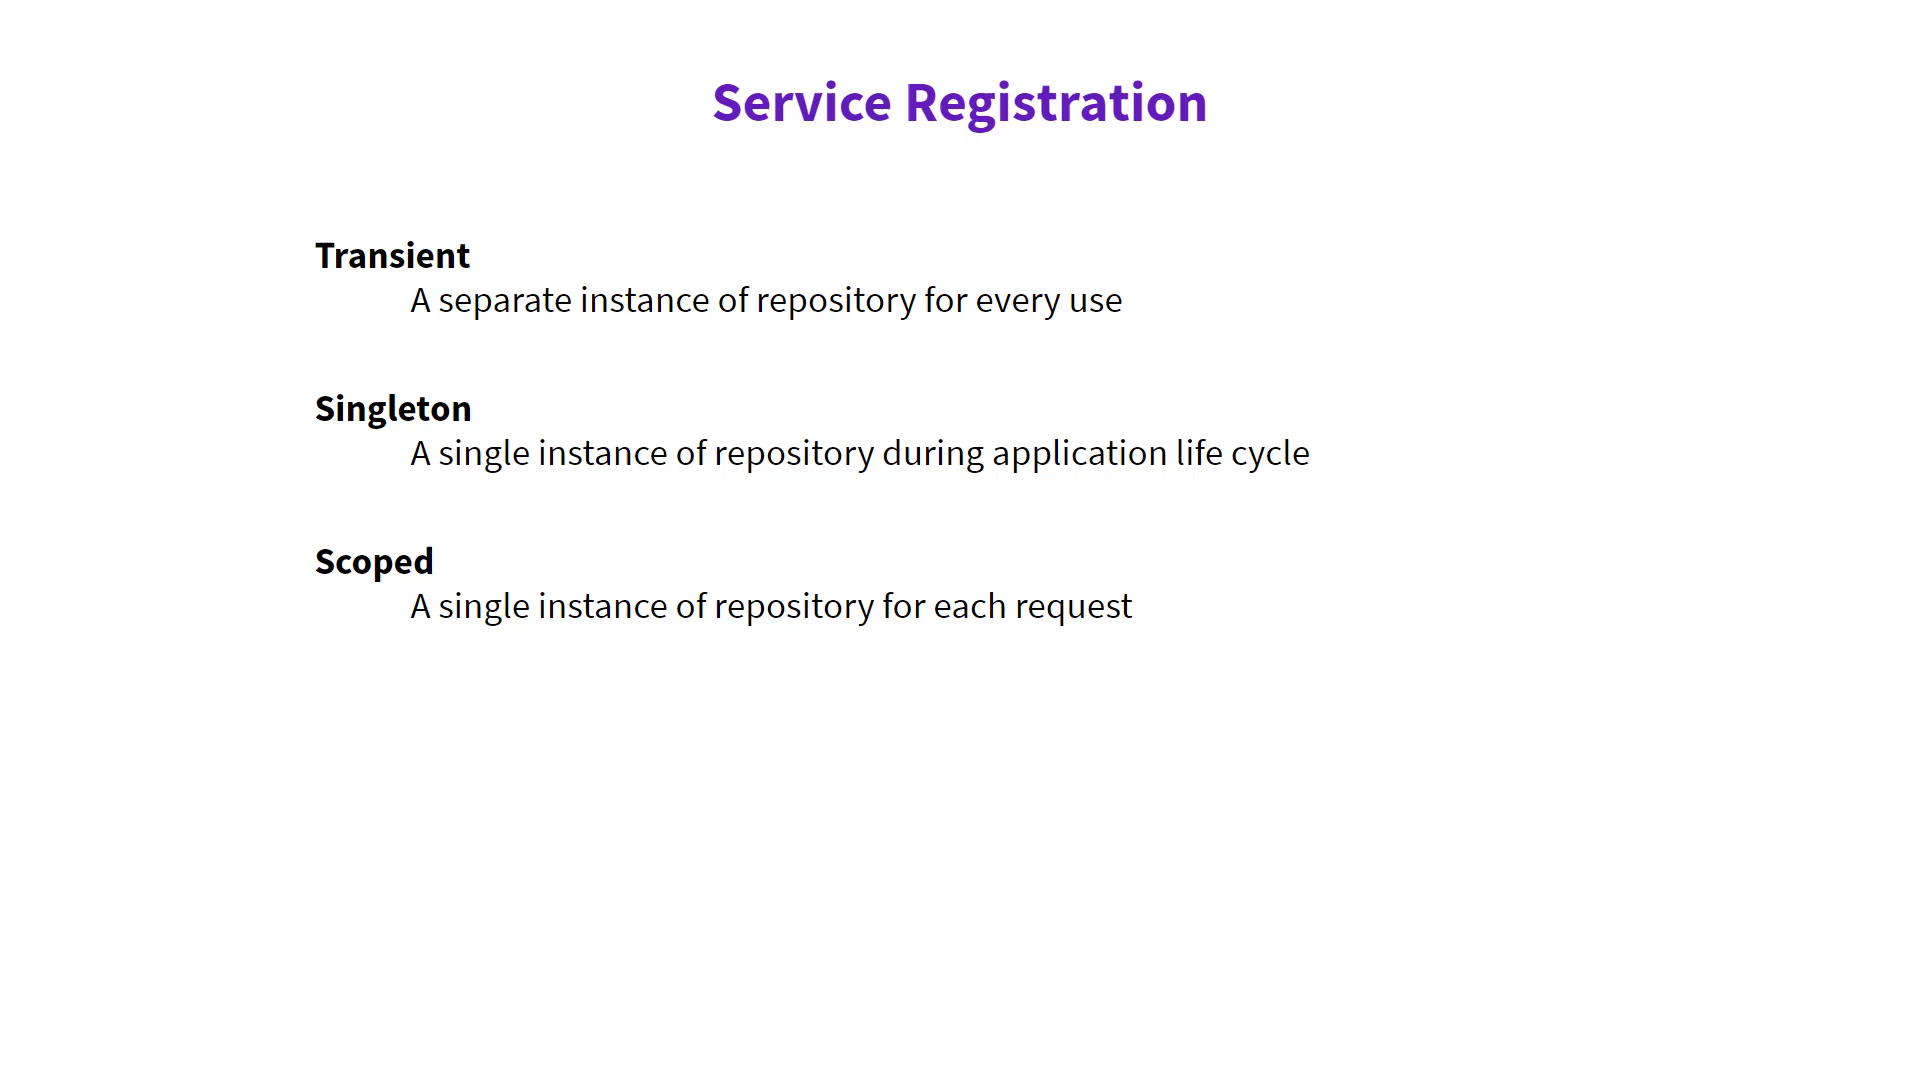 Service Registration
Transient
A separate instance of repository for every use
Singleton
A single instance of repository during application life cycle
Scoped
A single instance of repository for each request